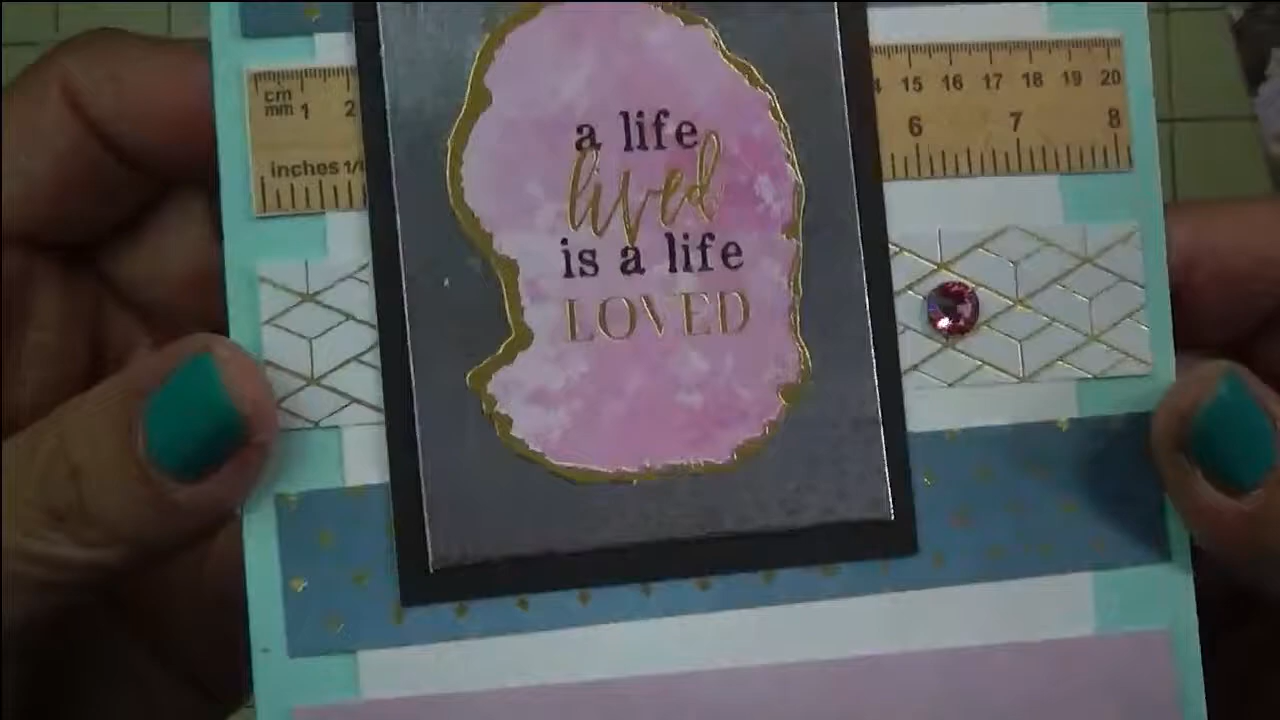 a life
lived
is a life
LOVED
cm
mm 1 2
inches 1/
15 16 17 18 19 20
6 7 8